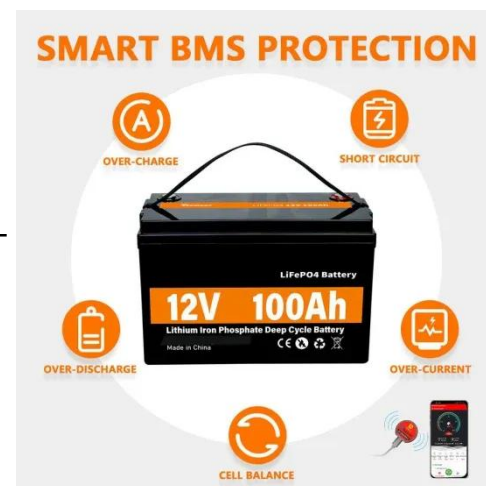 SMART BMS PROTECTION
OVER-CHARGE
SHORT CIRCUIT
LiFePO4 Battery
12V 100Ah
Lithium Iron Phosphate Deep Cycle Battery
Made in China
CE
OVER-DISCHARGE
OVER-CURRENT
CELL BALANCE